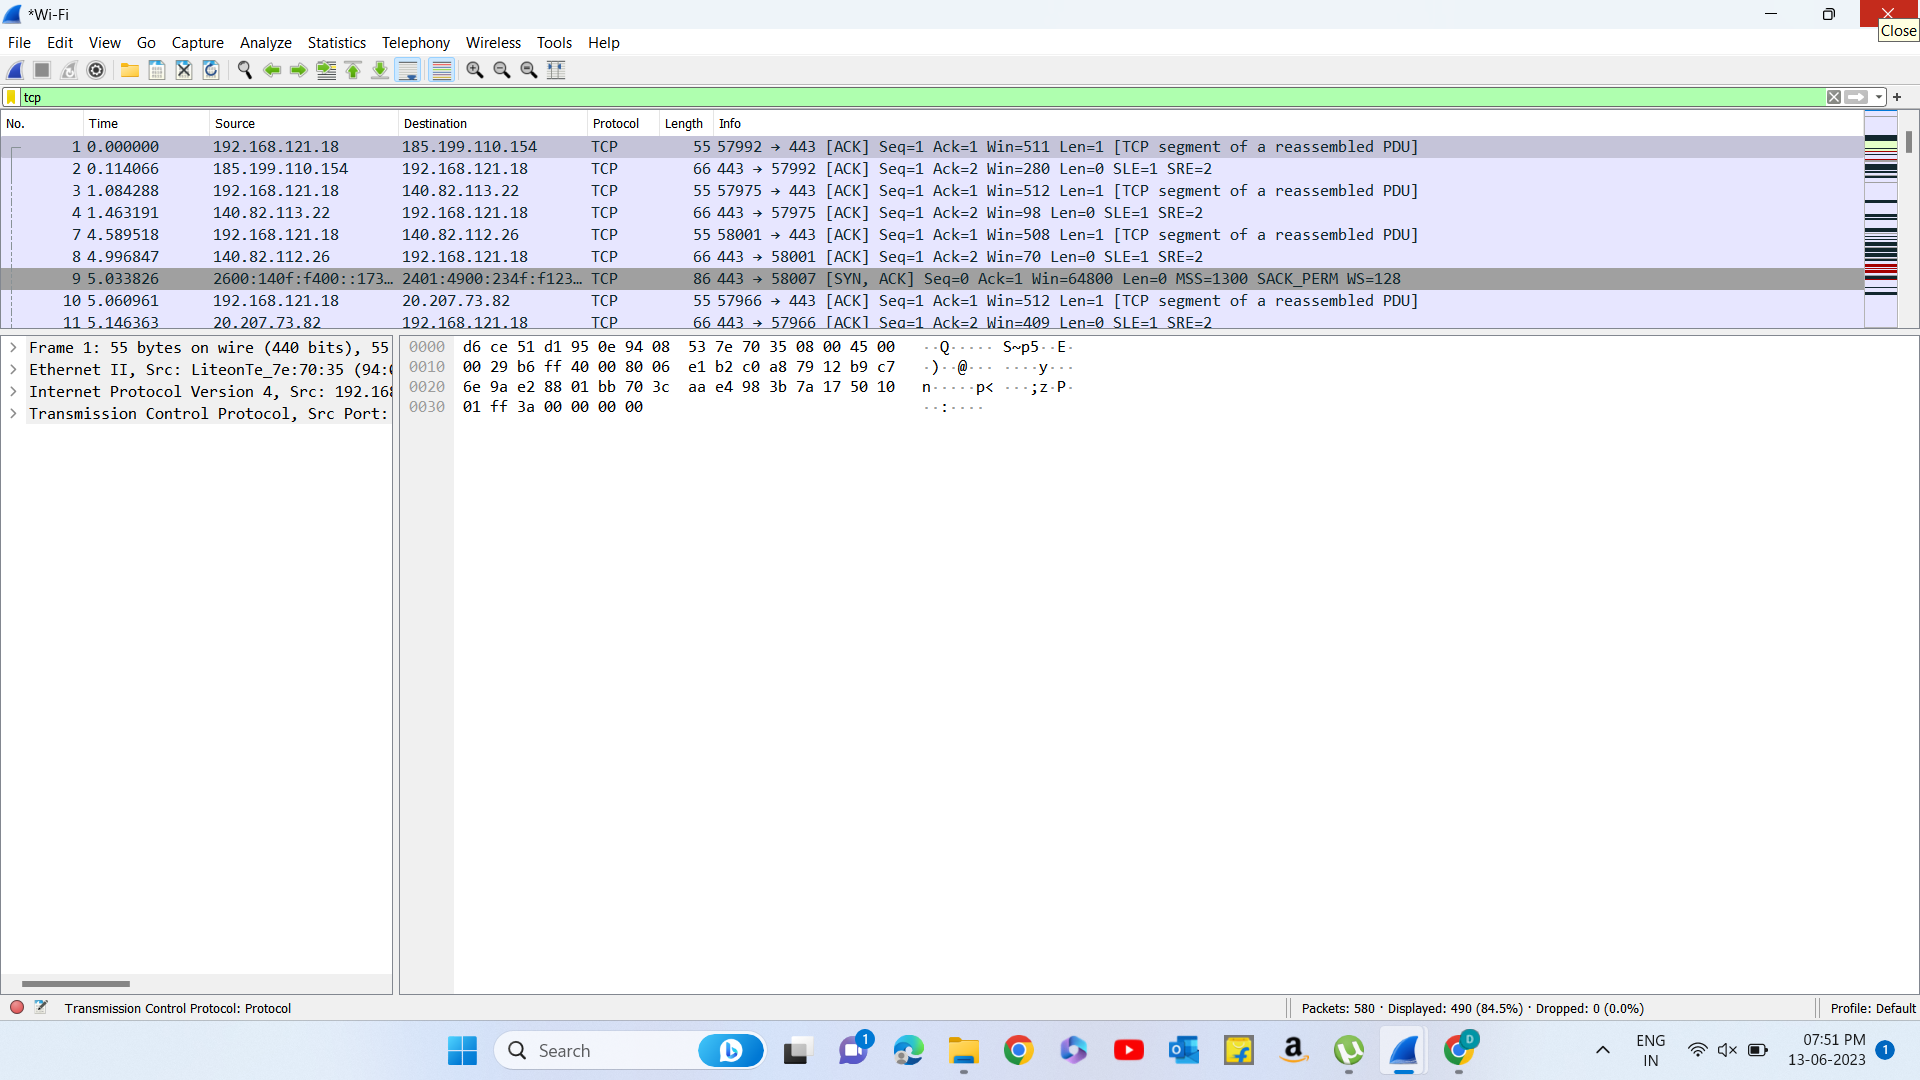 *Wi-Fi
Close
File Edit View Go Capture Analyze Statistics Telephony Wireless Tools Help
tcp
No. Time Source Destination Protocol Length Info
1 0.000000 192.168.121.18 185.199.110.154 TCP 55 57992 → 443 [ACK] Seq=1 Ack=1 Win=511 Len=1 [TCP segment of a reassembled PDU]
2 0.114066 185.199.110.154 192.168.121.18 TCP 66 443 → 57992 [ACK] Seq=1 Ack=2 Win=280 Len=0 SLE=1 SRE=2
3 1.084288 192.168.121.18 140.82.113.22 TCP 55 57975 → 443 [ACK] Seq=1 Ack=1 Win=512 Len=1 [TCP segment of a reassembled PDU]
4 1.463191 140.82.113.22 192.168.121.18 TCP 66 443 → 57975 [ACK] Seq=1 Ack=2 Win=98 Len=0 SLE=1 SRE=2
7 4.589518 192.168.121.18 140.82.112.26 TCP 55 58001 → 443 [ACK] Seq=1 Ack=1 Win=508 Len=1 [TCP segment of a reassembled PDU]
8 4.996847 140.82.112.26 192.168.121.18 TCP 66 443 → 58001 [ACK] Seq=1 Ack=2 Win=70 Len=0 SLE=1 SRE=2
9 5.033826 2600:140f:f400::173… 2401:4900:234f:f123… TCP 86 443 → 58007 [SYN, ACK] Seq=0 Ack=1 Win=64800 Len=0 MSS=1300 SACK_PERM WS=128
10 5.060961 192.168.121.18 20.207.73.82 TCP 55 57966 → 443 [ACK] Seq=1 Ack=1 Win=512 Len=1 [TCP segment of a reassembled PDU]
11 5.146363 20.207.73.82 192.168.121.18 TCP 66 443 → 57966 [ACK] Seq=1 Ack=2 Win=409 Len=0 SLE=1 SRE=2
Frame 1: 55 bytes on wire (440 bits), 55
Ethernet II, Src: LiteonTe_7e:70:35 (94:0
Internet Protocol Version 4, Src: 192.168
Transmission Control Protocol, Src Port:
0000 d6 ce 51 d1 95 0e 94 08 53 7e 70 35 08 00 45 00 ··Q····· S~p5··E·
0010 00 29 b6 ff 40 00 80 06 e1 b2 c0 a8 79 12 b9 c7 ·)··@··· ····y···
0020 6e 9a e2 88 01 bb 70 3c aa e4 98 3b 7a 17 50 10 n·····p< ···;z·P·
0030 01 ff 3a 00 00 00 00 ··:····
Transmission Control Protocol: Protocol
Packets: 580 · Displayed: 490 (84.5%) · Dropped: 0 (0.0%)
Profile: Default
Search
1
D
ENG
IN
07:51 PM
13-06-2023
1